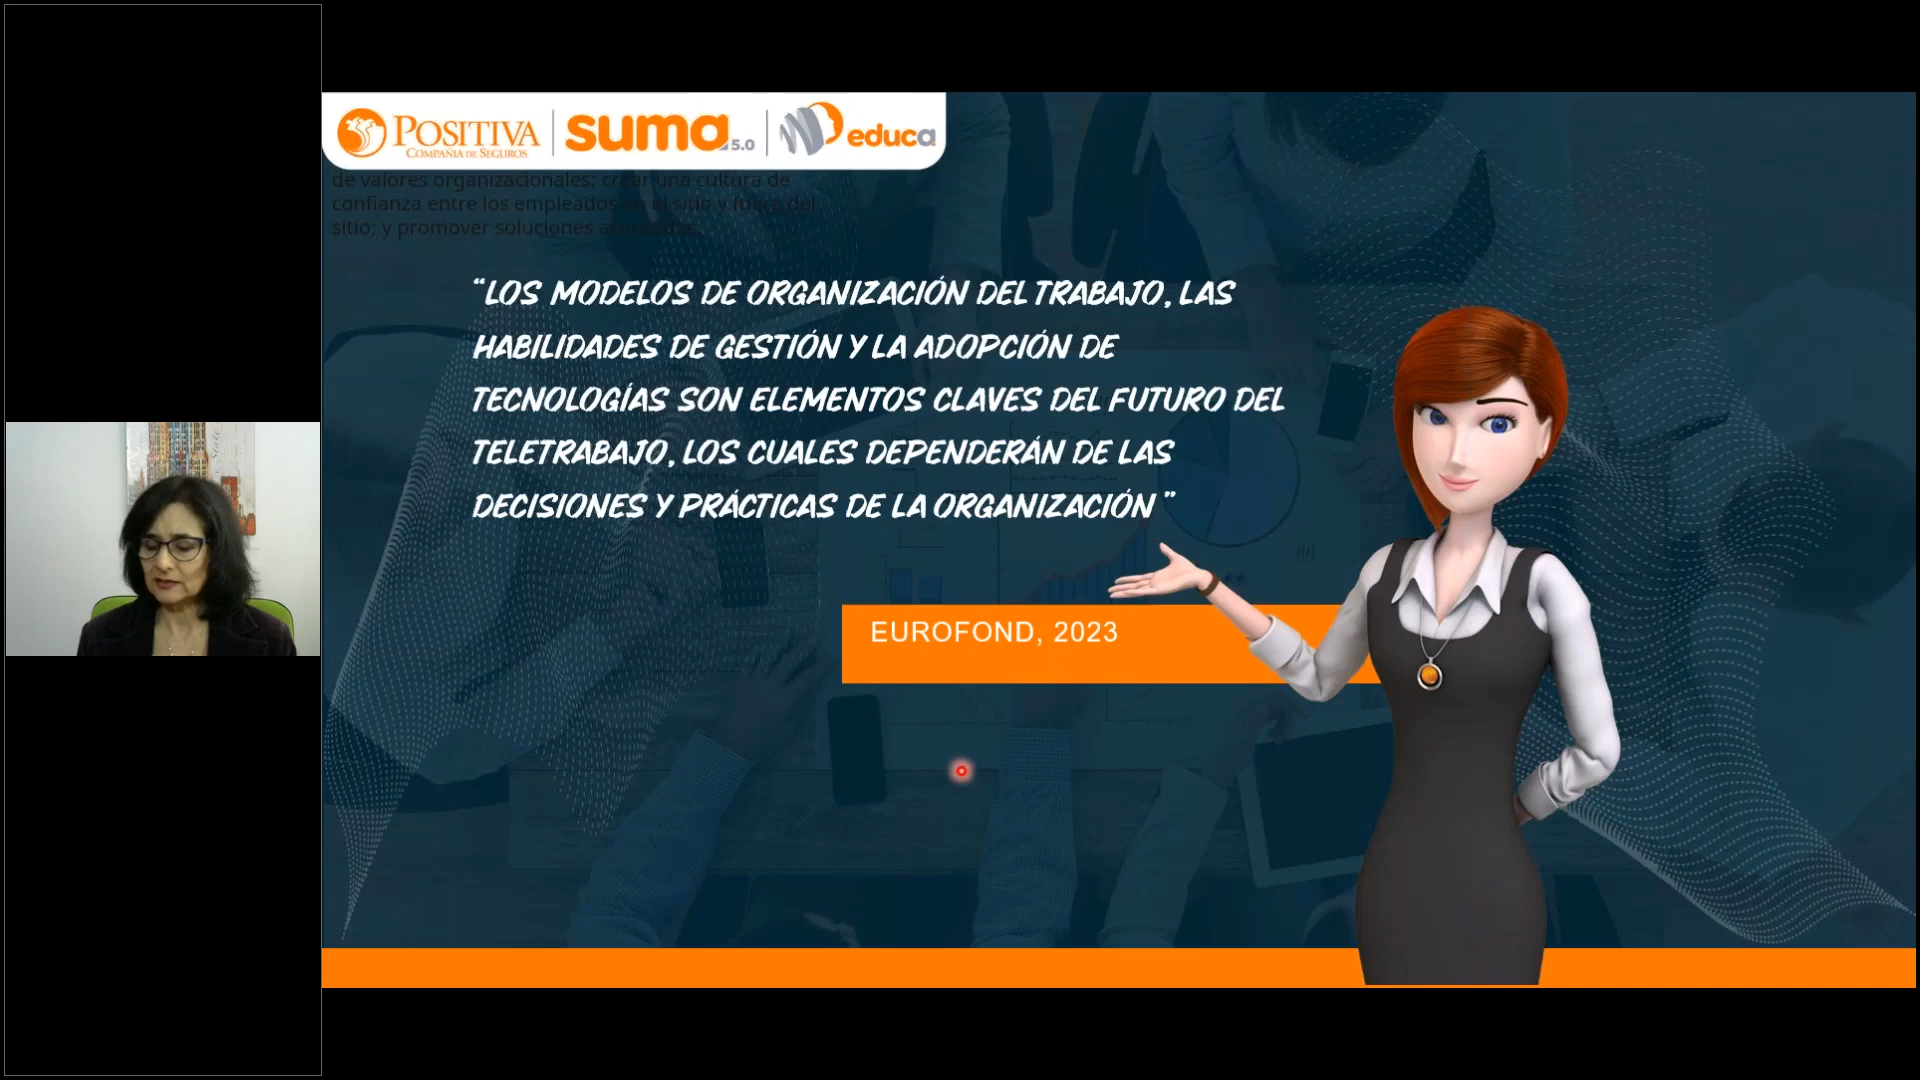 POSITIVA
COMPAÑÍA DE SEGUROS
suma 5.0
educa
de valores organizacionales; crear una cultura de
confianza entre los empleados en el sitio y fuera del
sitio; y promover soluciones
“LOS MODELOS DE ORGANIZACIÓN DEL TRABAJO, LAS
HABILIDADES DE GESTIÓN Y LA ADOPCIÓN DE
TECNOLOGÍAS SON ELEMENTOS CLAVES DEL FUTURO DEL
TELETRABAJO, LOS CUALES DEPENDERÁN DE LAS
DECISIONES Y PRÁCTICAS DE LA ORGANIZACIÓN ”
EUROFOND, 2023